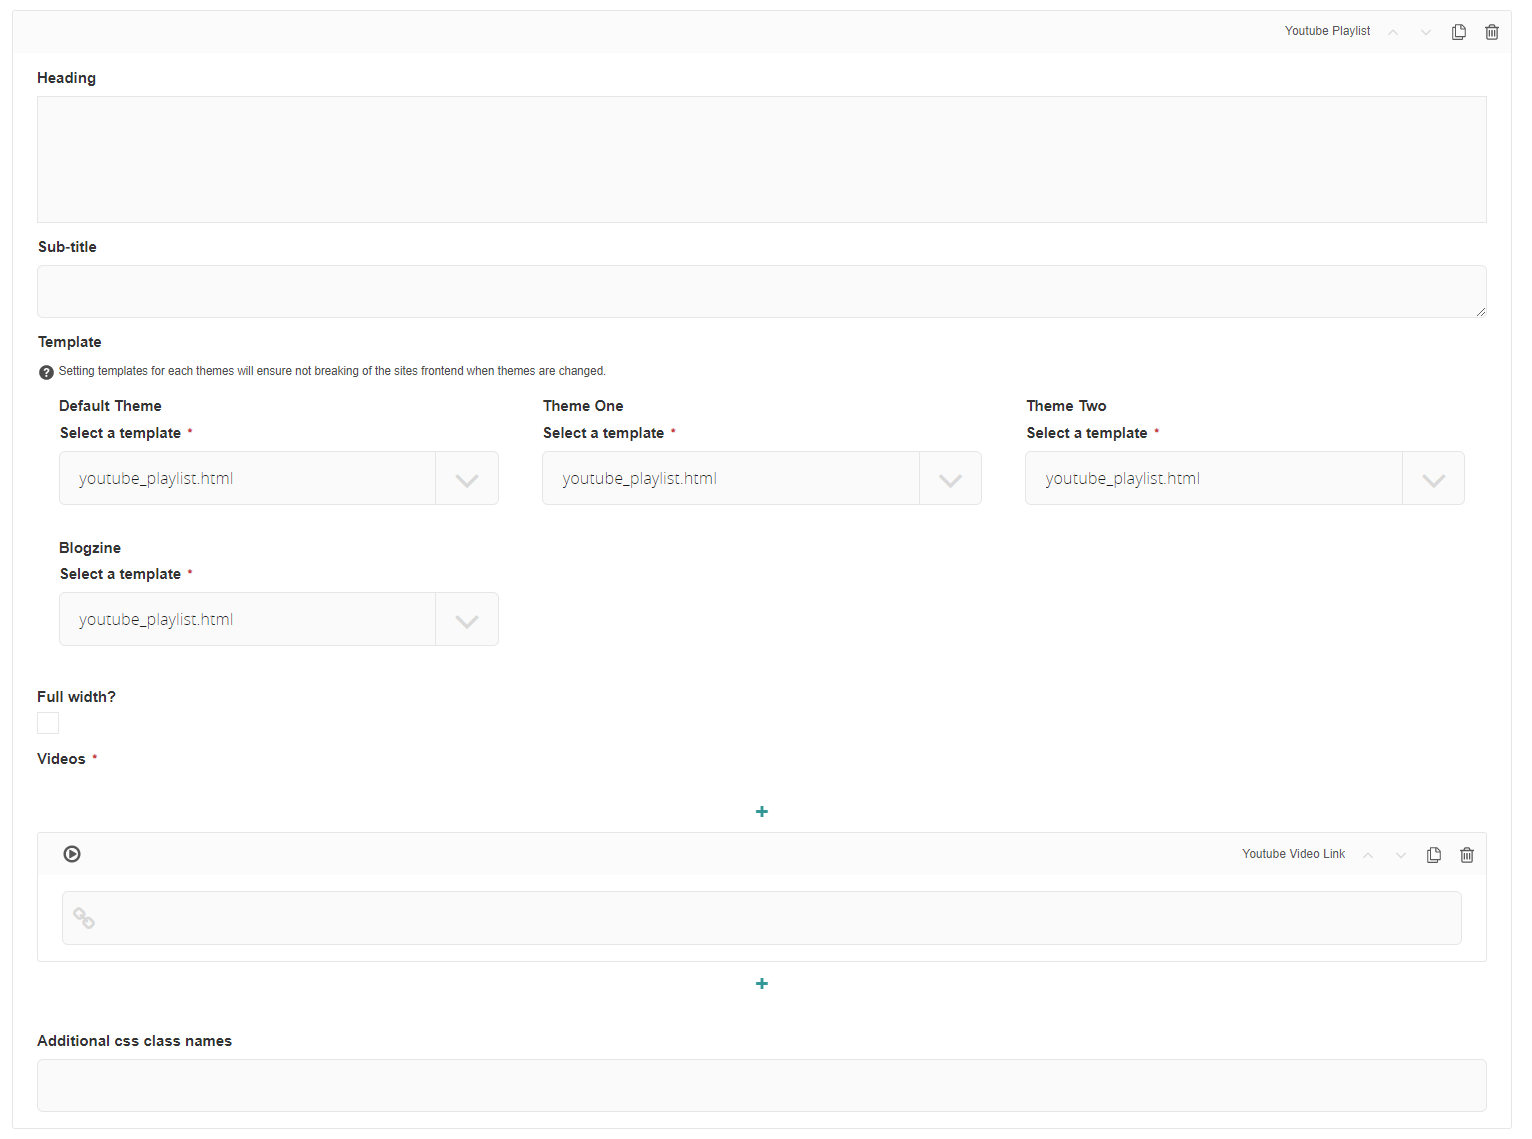 Youtube Playlist
Heading
Sub-title
Template
Setting templates for each themes will ensure not breaking of the sites frontend when themes are changed.
Default Theme
Select a template *
youtube_playlist.html
Theme One
Select a template *
youtube_playlist.html
Theme Two
Select a template *
youtube_playlist.html
Blogzine
Select a template *
youtube_playlist.html
Full width?
Videos *
Youtube Video Link
Additional css class names